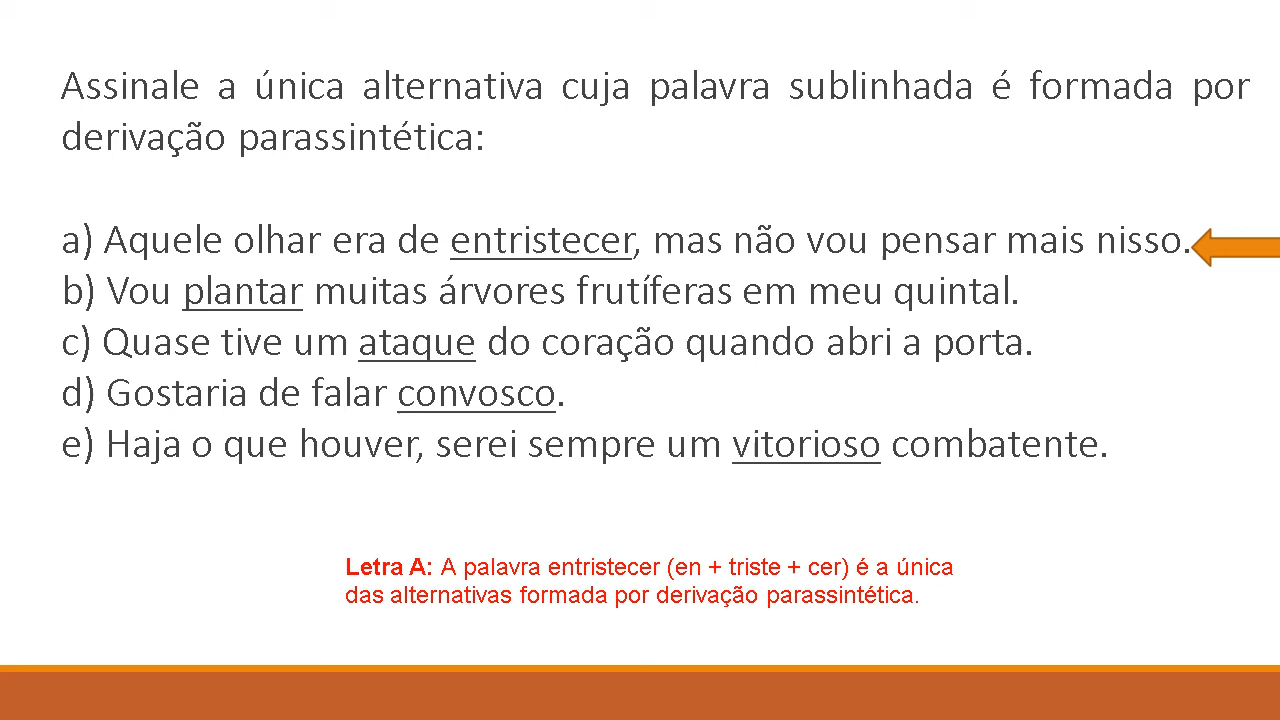 Assinale a única alternativa cuja palavra sublinhada é formada por
derivação parassintética:
a) Aquele olhar era de entristecer, mas não vou pensar mais nisso.
b) Vou plantar muitas árvores frutíferas em meu quintal.
c) Quase tive um ataque do coração quando abri a porta.
d) Gostaria de falar convosco.
e) Haja o que houver, serei sempre um vitorioso combatente.
Letra A: A palavra entristecer (en + triste + cer) é a única
das alternativas formada por derivação parassintética.